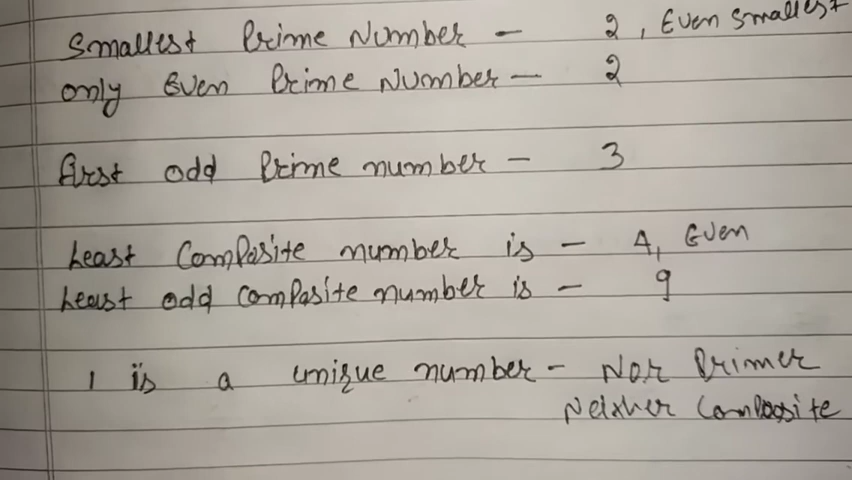 Smallest Prime Number - 2, Even smallest
only Even Prime Number - 2
first odd Prime number - 3
Least Composite number is - 4, Even
Least odd composite number is - 9
1 is a unique number - Nor Primer
Neither Composite